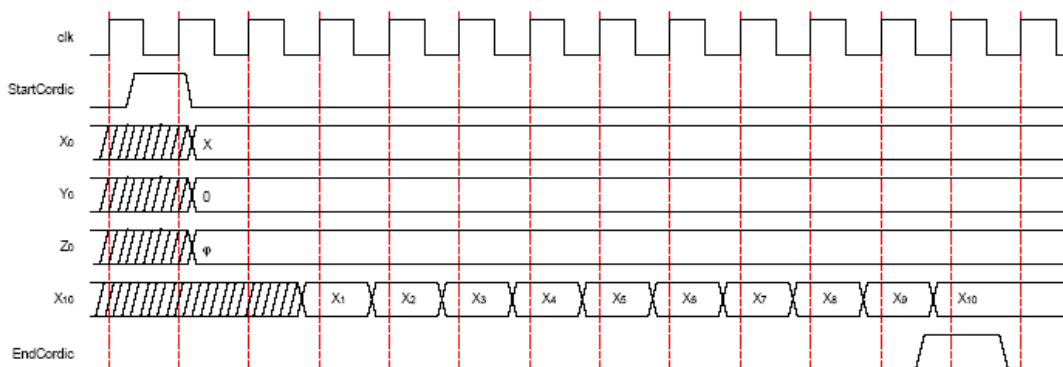 clk
StartCordic
X₀ X
Y₀ 0
Z₀ φ
X₁₀ X₁ X₂ X₃ X₄ X₅ X₆ X₇ X₈ X₉ X₁₀
EndCordic